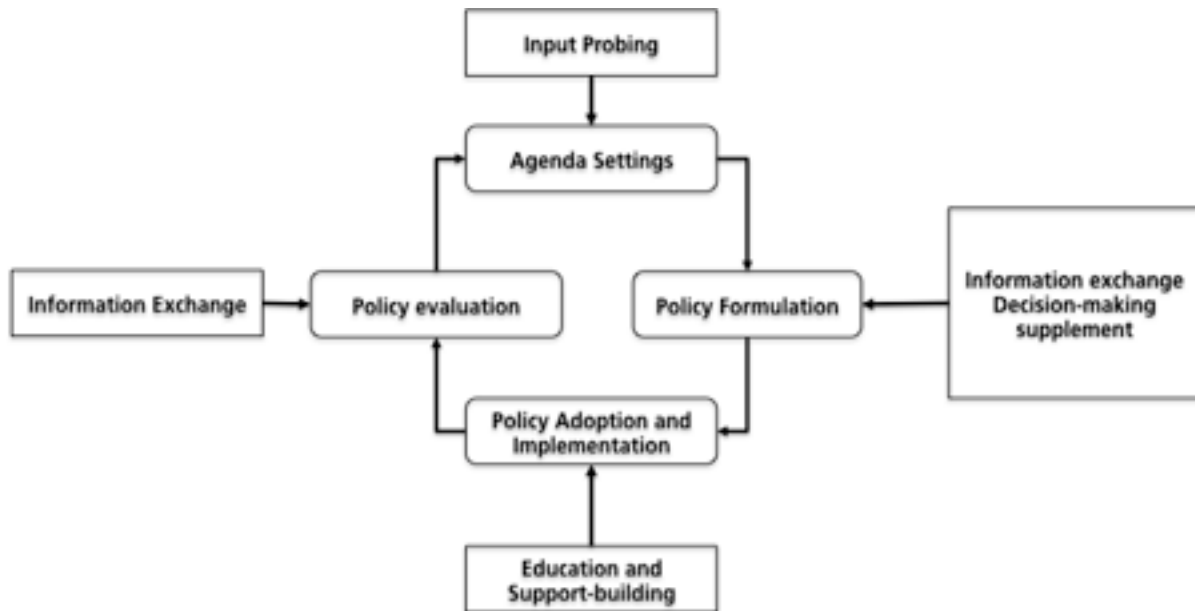 Input Probing
Agenda Settings
Information Exchange
Policy evaluation
Policy Formulation
Information exchange
Decision-making
supplement
Policy Adoption and
Implementation
Education and
Support-building